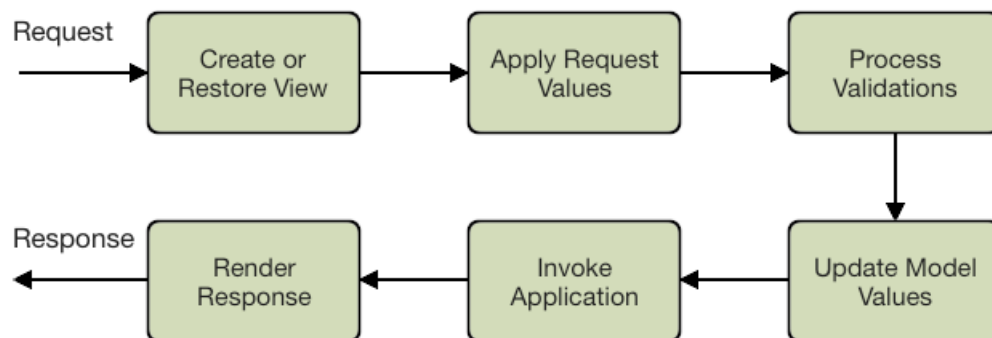 Request
Create or
Restore View
Apply Request
Values
Process
Validations
Response
Render
Response
Invoke
Application
Update Model
Values